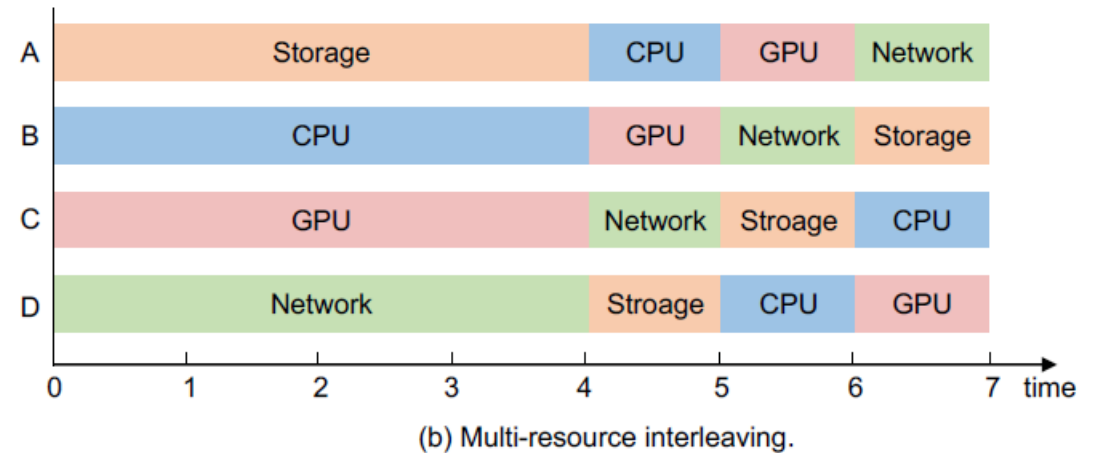 A Storage CPU GPU Network
B CPU GPU Network Storage
C GPU Network Stroage CPU
D Network Stroage CPU GPU
0 1 2 3 4 5 6 7 time
(b) Multi-resource interleaving.